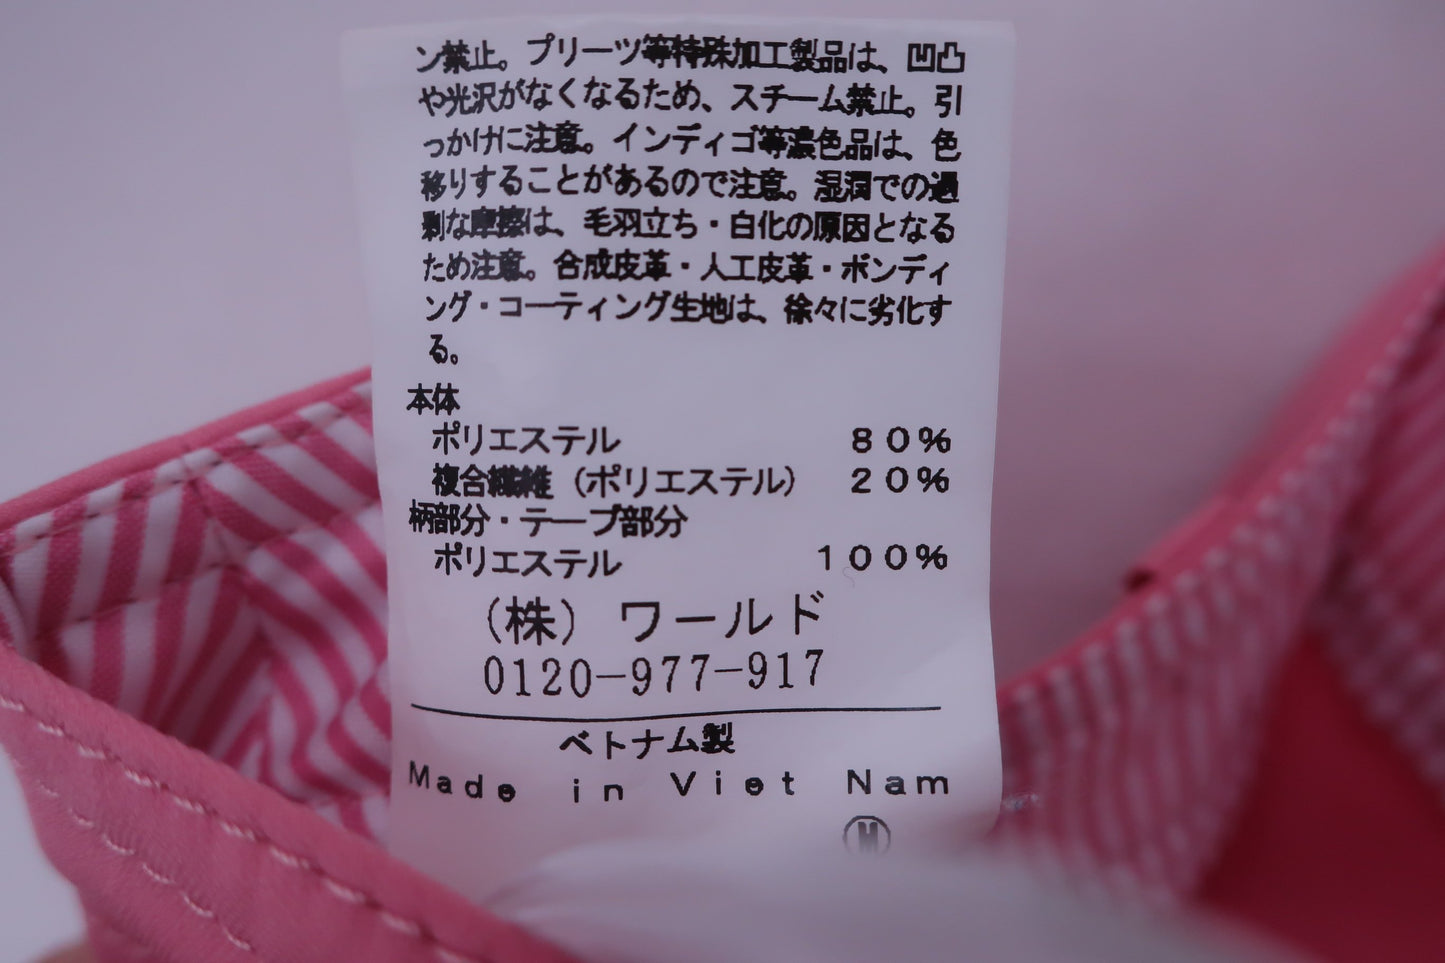 ン禁止。プリーツ等特殊加工製品は、凹凸
や光沢がなくなるため、スチーム禁止。引
っかけに注意。インディゴ等濃色品は、色
移りすることがあるので注意。湿潤での過
剰な摩擦は、毛羽立ち・白化の原因となる
ため注意。合成皮革・人工皮革・ボンディ
ング・コーティング生地は、徐々に劣化す
る。
本体
ポリエステル 80%
複合繊維（ポリエステル） 20%
柄部分・テープ部分
ポリエステル 100%
（株）ワールド
0120-977-917
ベトナム製
Made in Viet Nam
M